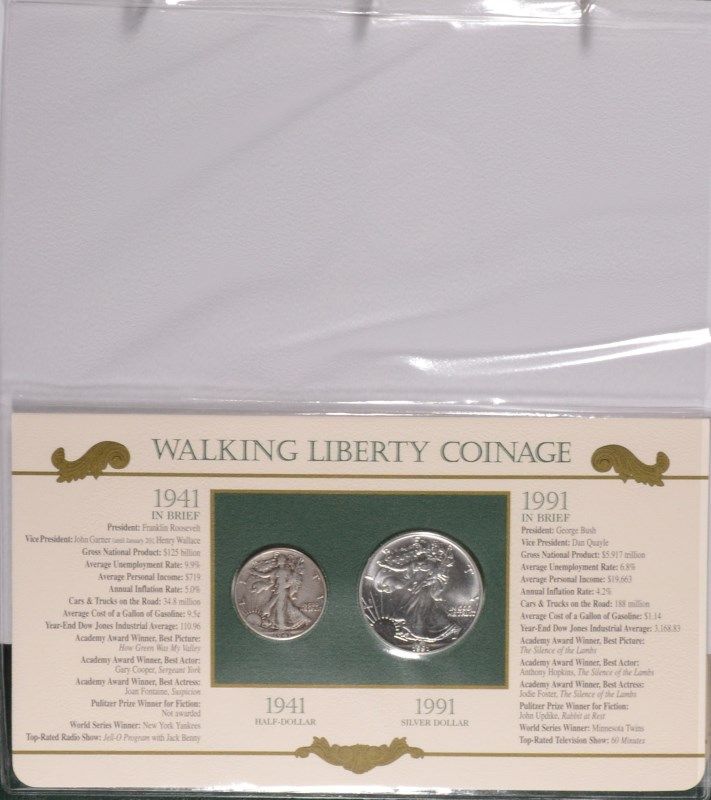 WALKING LIBERTY COINAGE
1941
IN BRIEF
President: Franklin Roosevelt
Vice President: John Garner (until January 20) Henry Wallace
Gross National Product: $125 billion
Average Unemployment Rate: 9.9%
Average Personal Income: $719
Annual Inflation Rate: 5.0%
Cars & Trucks on the Road: 34.8 million
Average Cost of a Gallon of Gasoline: 9.5¢
Year-End Dow Jones Industrial Average: 110.96
Academy Award Winner, Best Picture:
How Green Was My Valley
Academy Award Winner, Best Actor:
Gary Cooper, Sergeant York
Academy Award Winner, Best Actress:
Joan Fontaine, Suspicion
Pulitzer Prize Winner for Fiction:
Not awarded
World Series Winner: New York Yankees
Top-Rated Radio Show: Jell-O Program with Jack Benny
1941
HALF-DOLLAR
1991
1991
SILVER DOLLAR
1991
IN BRIEF
President: George Bush
Vice President: Dan Quayle
Gross National Product: $5.917 trillion
Average Unemployment Rate: 6.8%
Average Personal Income: $19,663
Annual Inflation Rate: 4.2%
Cars & Trucks on the Road: 188 million
Average Cost of a Gallon of Gasoline: $1.14
Year-End Dow Jones Industrial Average: 3,168.83
Academy Award Winner, Best Picture:
The Silence of the Lambs
Academy Award Winner, Best Actor:
Anthony Hopkins, The Silence of the Lambs
Academy Award Winner, Best Actress:
Jodie Foster, The Silence of the Lambs
Pulitzer Prize Winner for Fiction:
John Updike, Rabbit at Rest
World Series Winner: Minnesota Twins
Top-Rated Television Show: 60 Minutes